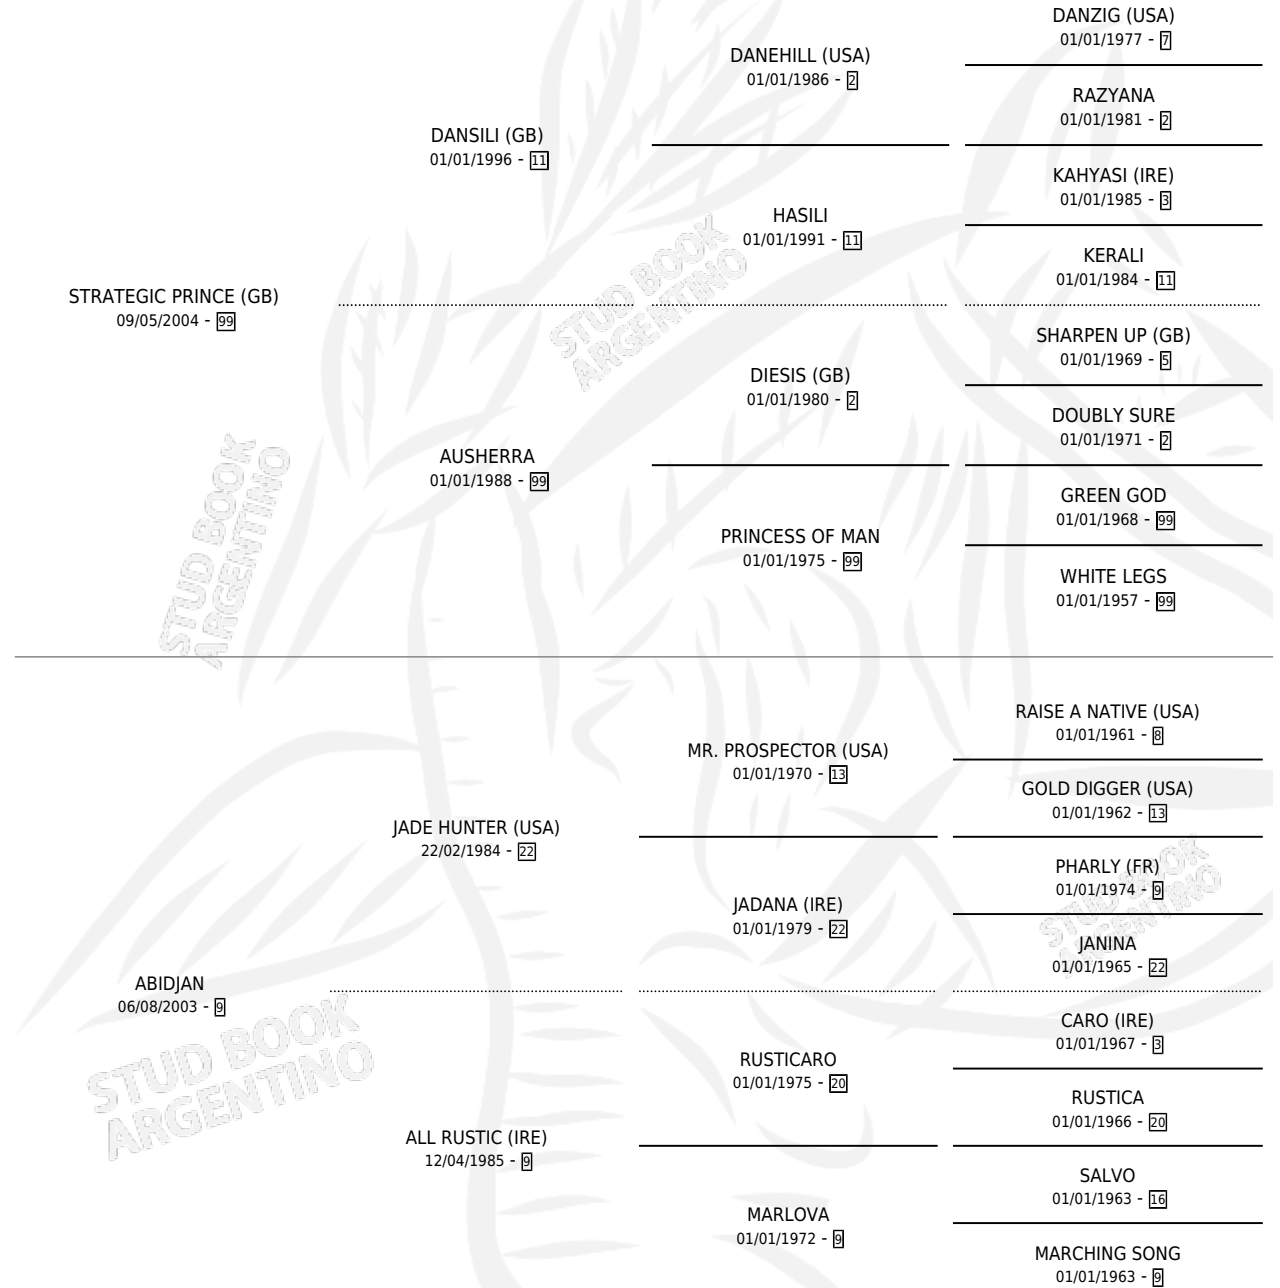 DANZIG (USA)
01/01/1977 - 7
DANEHILL (USA)
01/01/1986 - 2
RAZYANA
01/01/1981 - 2
DANSILI (GB)
01/01/1996 - 11
KAHYASI (IRE)
01/01/1985 - 3
HASILI
01/01/1991 - 11
KERALI
01/01/1984 - 11
STRATEGIC PRINCE (GB)
09/05/2004 - 99
STUD BOOK
ARGENTINO
SHARPEN UP (GB)
01/01/1969 - 5
DIESIS (GB)
01/01/1980 - 2
DOUBLY SURE
01/01/1971 - 2
AUSHERRA
01/01/1988 - 99
GREEN GOD
01/01/1968 - 99
PRINCESS OF MAN
01/01/1975 - 99
WHITE LEGS
01/01/1957 - 99
STUD BOOK
ARGENTINO
RAISE A NATIVE (USA)
01/01/1961 - 8
MR. PROSPECTOR (USA)
01/01/1970 - 13
GOLD DIGGER (USA)
01/01/1962 - 13
JADE HUNTER (USA)
22/02/1984 - 22
PHARLY (FR)
01/01/1974 - 9
JADANA (IRE)
01/01/1979 - 22
JANINA
01/01/1965 - 22
STUD BOOK
ARGENTINO
ABIDJAN
06/08/2003 - 9
CARO (IRE)
01/01/1967 - 3
RUSTICARO
01/01/1975 - 20
RUSTICA
01/01/1966 - 20
STUD BOOK
ARGENTINO
ALL RUSTIC (IRE)
12/04/1985 - 9
SALVO
01/01/1963 - 16
MARLOVA
01/01/1972 - 9
MARCHING SONG
01/01/1963 - 9